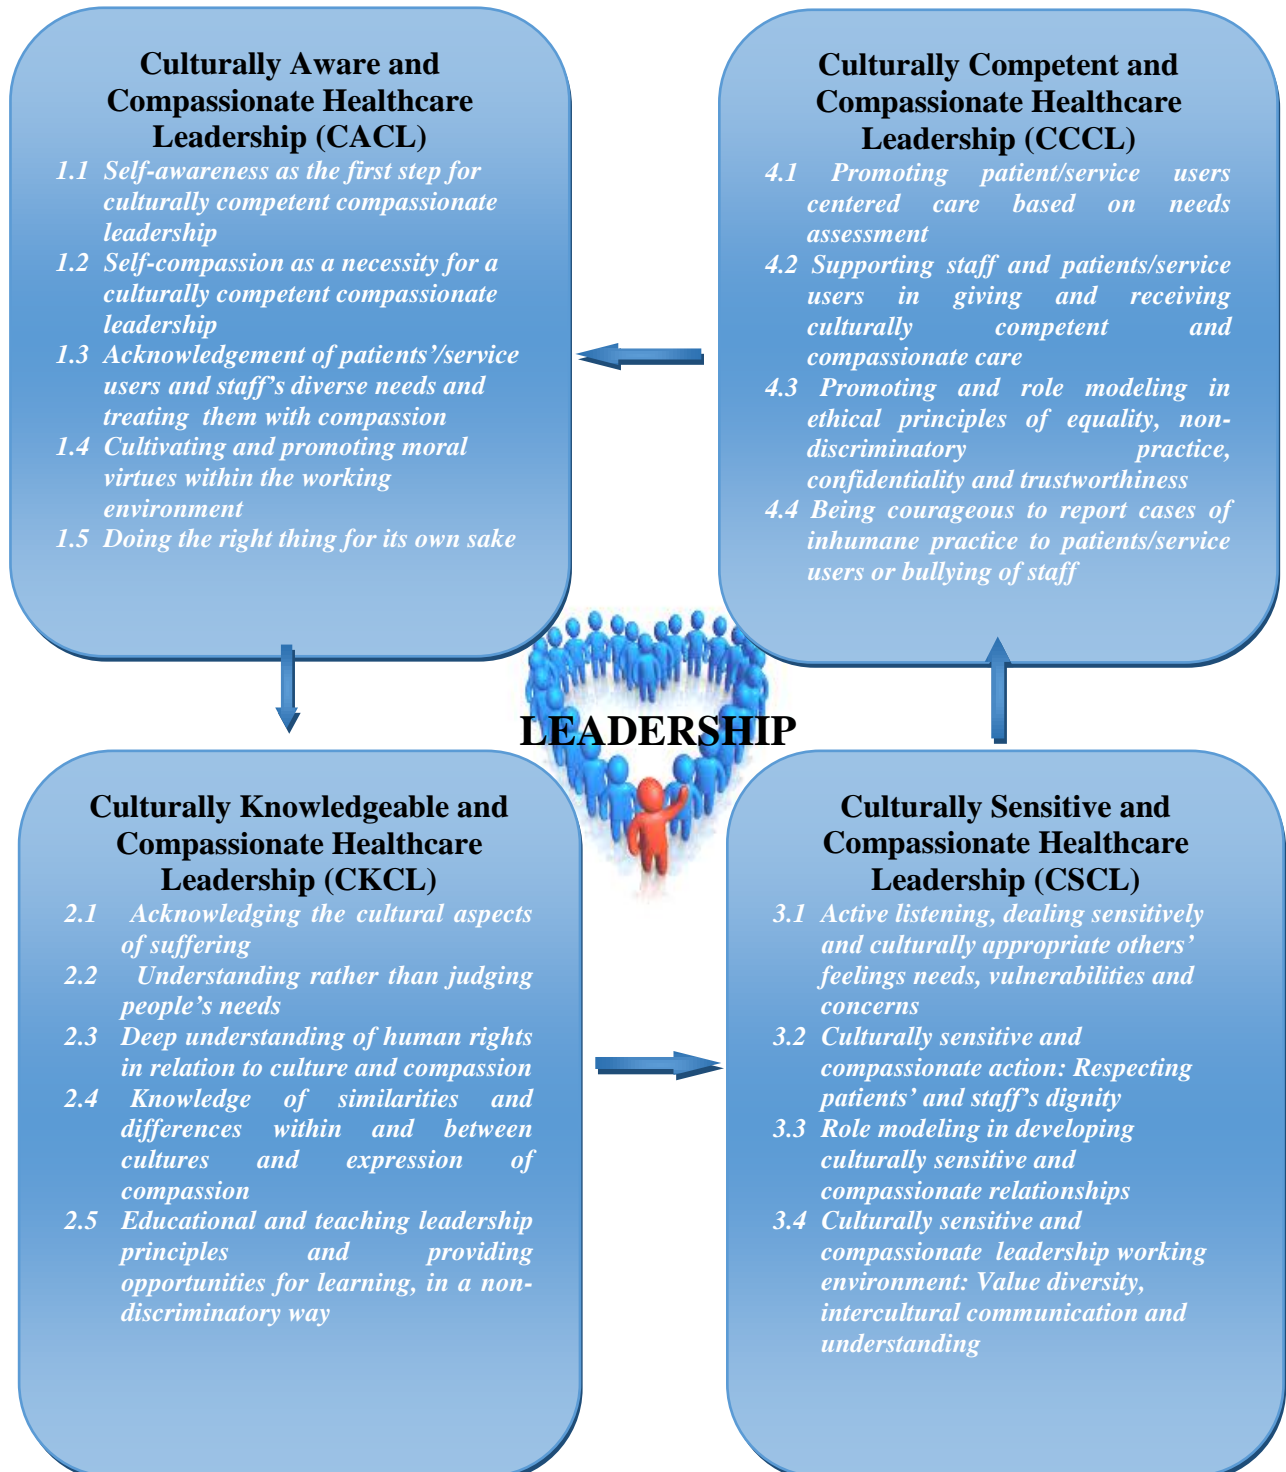 Culturally Aware and
Compassionate Healthcare
Leadership (CACL)
1.1 Self-awareness as the first step for
culturally competent compassionate
leadership
1.2 Self-compassion as a necessity for a
culturally competent compassionate
leadership
1.3 Acknowledgement of patients’/service
users and staff’s diverse needs and
treating them with compassion
1.4 Cultivating and promoting moral
virtues within the working
environment
1.5 Doing the right thing for its own sake
Culturally Competent and
Compassionate Healthcare
Leadership (CCCL)
4.1 Promoting patient/service users
centered care based on needs
assessment
4.2 Supporting staff and patients/service
users in giving and receiving
culturally competent and
compassionate care
4.3 Promoting and role modeling in
ethical principles of equality, non-
discriminatory practice,
confidentiality and trustworthiness
4.4 Being courageous to report cases of
inhumane practice to patients/service
users or bullying of staff
LEADERSHIP
Culturally Knowledgeable and
Compassionate Healthcare
Leadership (CKCL)
2.1 Acknowledging the cultural aspects
of suffering
2.2 Understanding rather than judging
people’s needs
2.3 Deep understanding of human rights
in relation to culture and compassion
2.4 Knowledge of similarities and
differences within and between
cultures and expression of
compassion
2.5 Educational and teaching leadership
principles and providing
opportunities for learning, in a non-
discriminatory way
Culturally Sensitive and
Compassionate Healthcare
Leadership (CSCL)
3.1 Active listening, dealing sensitively
and culturally appropriate others’
feelings needs, vulnerabilities and
concerns
3.2 Culturally sensitive and
compassionate action: Respecting
patients’ and staff’s dignity
3.3 Role modeling in developing
culturally sensitive and
compassionate relationships
3.4 Culturally sensitive and
compassionate leadership working
environment: Value diversity,
intercultural communication and
understanding